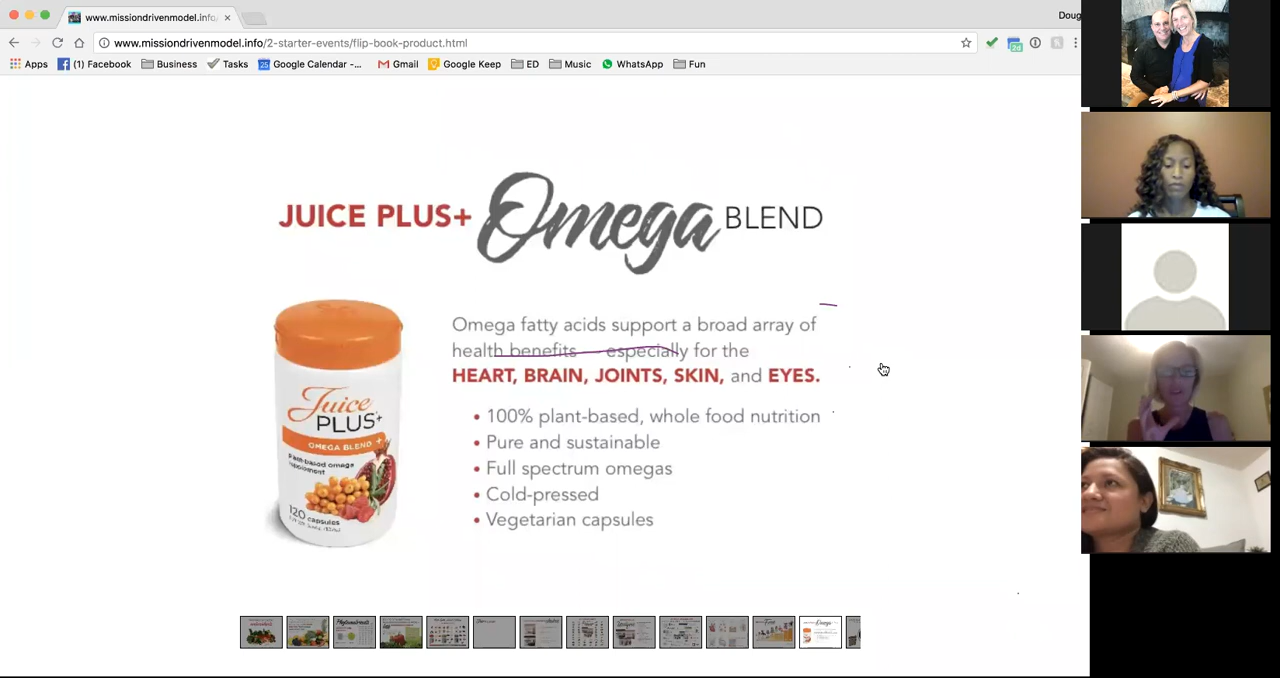 www.missiondrivenmodel.info/
Doug
www.missiondrivenmodel.info/2-starter-events/flip-book-product.html
Apps (1) Facebook Business Tasks Google Calendar -... Gmail Google Keep ED Music WhatsApp Fun
JUICE PLUS+ Omega BLEND
Omega fatty acids support a broad array of
health benefits especially for the
HEART, BRAIN, JOINTS, SKIN, and EYES.
• 100% plant-based, whole food nutrition
• Pure and sustainable
• Full spectrum omegas
• Cold-pressed
• Vegetarian capsules
Juice
PLUS+
OMEGA BLEND
Plant-based omega
supplement
120 capsules